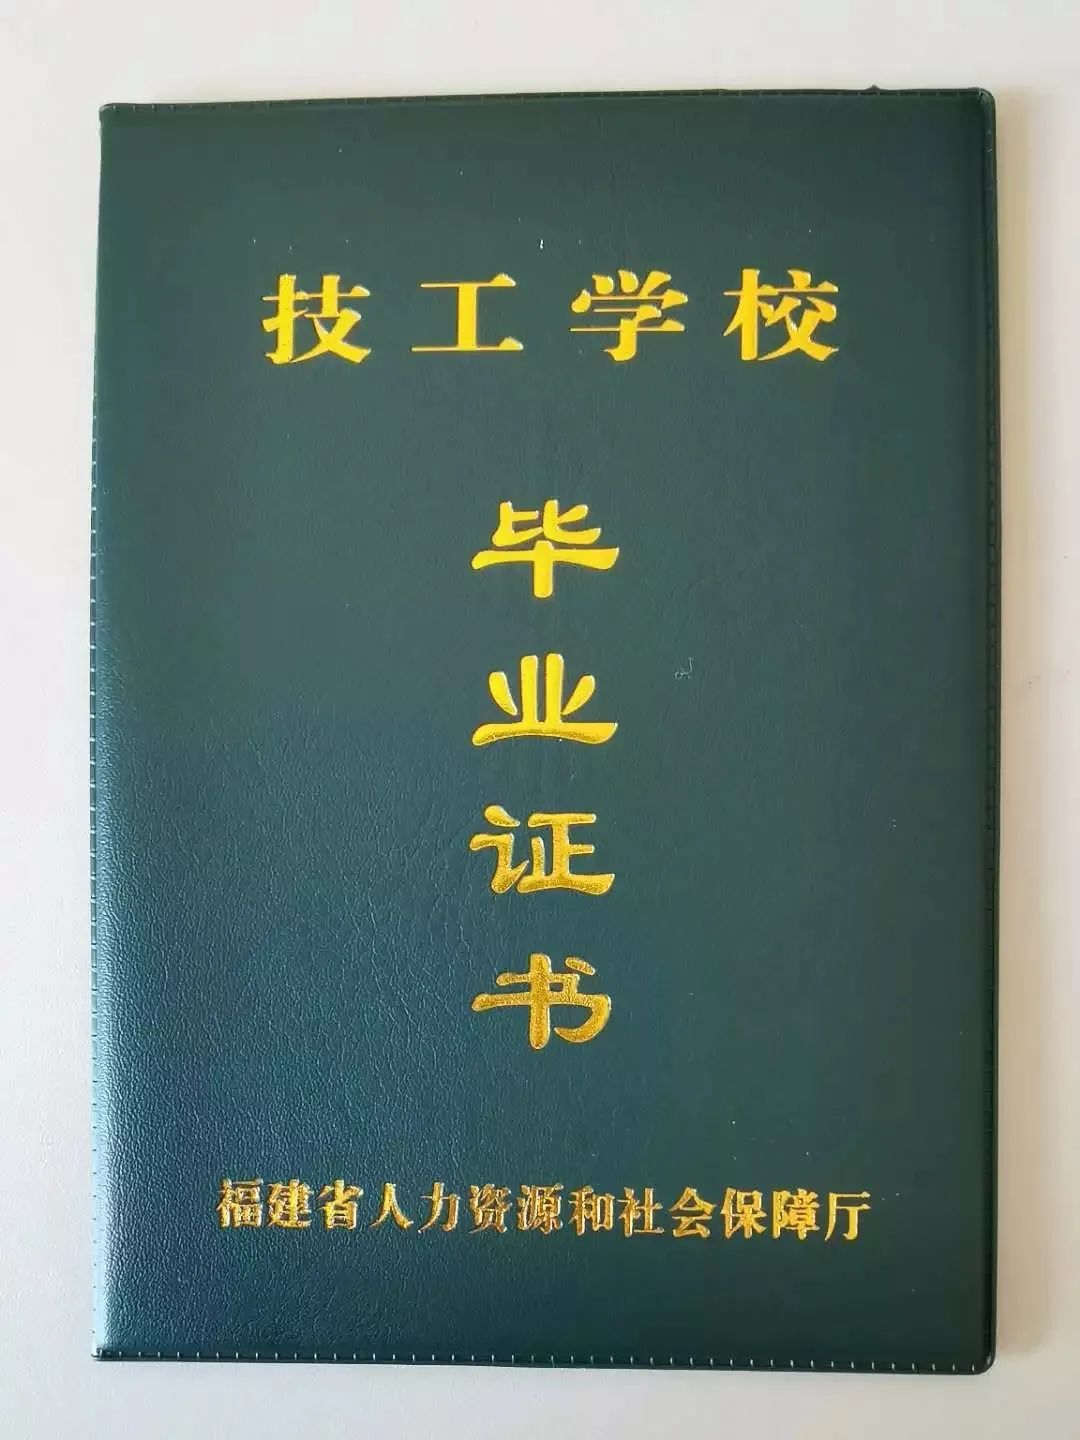 技工学校
毕业证书
福建省人力资源和社会保障厅